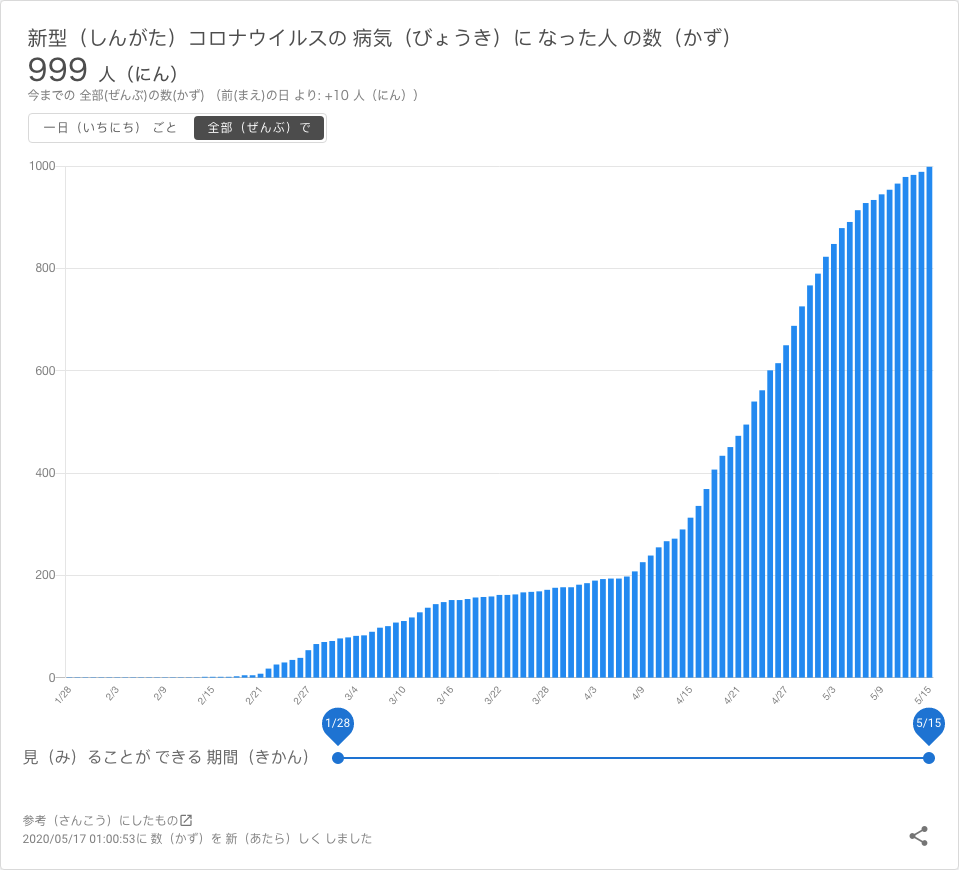 新型（しんがた）コロナウイルスの 病気（びょうき）に なった人 の数（かず）
999 人（にん）
今までの 全部(ぜんぶ)の数(かず) （前(まえ)の日 より: +10 人（にん））
一日（いちにち） ごと 全部（ぜんぶ）で
1000
800
600
400
200
0
1/28 2/3 2/9 2/15 2/21 2/27 3/4 3/10 3/16 3/22 3/28 4/3 4/9 4/15 4/21 4/27 5/3 5/9 5/15
1/28 5/15
見（み）ることが できる 期間（きかん）
参考（さんこう）にしたもの
2020/05/17 01:00:53に 数（かず）を 新（あたら）しく しました